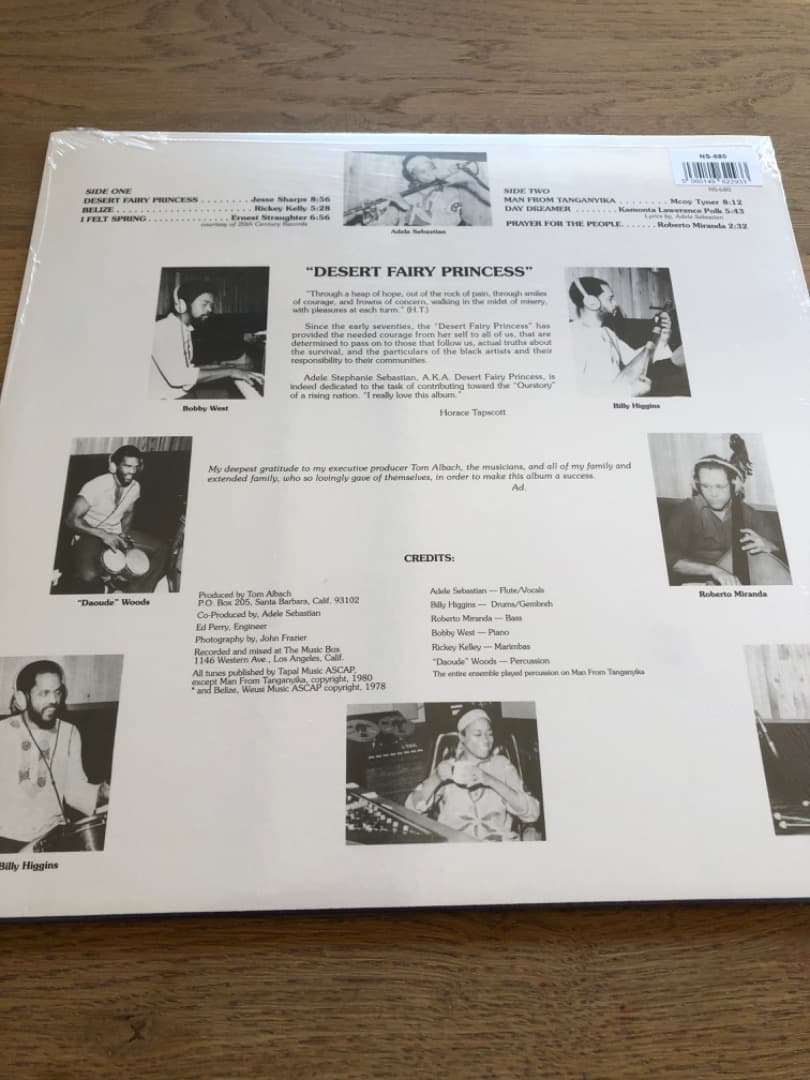 NS-680
5 060149 622933
NS-680
SIDE ONE
DESERT FAIRY PRINCESS ........ Jesse Sharps 8:56
BELIZE ........................ Rickey Kelly 5:28
I FELT SPRING .............. Ernest Straughter 6:56
courtesy of 20th Century Records
Adele Sebastian
SIDE TWO
MAN FROM TANGANYIKA ........ Mcoy Tyner 8:12
DAY DREAMER ....... Kamonta Lawerance Polk 5:43
Lyrics by, Adele Sebastian
PRAYER FOR THE PEOPLE ...... Roberto Miranda 2:32
"DESERT FAIRY PRINCESS"
"Through a heap of hope, out of the rock of pain, through smiles
of courage, and frowns of concern, walking in the midst of misery,
with pleasures at each turm." (H.T.)
Since the early seventies, the "Desert Fairy Princess" has
provided the needed courage from her self to all of us, that are
determined to pass on to those that follow us, actual truths about
the survival, and the particulars of the black artists and their
responsibility to their communities.
Adele Stephanie Sebastian, A.K.A. Desert Fairy Princess, is
indeed dedicated to the task of contributing toward the "Ourstory"
of a rising nation. "I really love this album."
Horace Tapscott
Bobby West
Billy Higgins
My deepest gratitude to my executive producer Tom Albach, the musicians, and all of my family and
extended family, who so lovingly gave of themselves, in order to make this album a success.
Ad.
"Daoude" Woods
Roberto Miranda
CREDITS:
Produced by Tom Albach
P.O. Box 205, Santa Barbara, Calif. 93102
Co-Produced by, Adele Sebastian
Ed Perry, Engineer
Photography by, John Frazier
Recorded and mixed at The Music Box
1146 Western Ave., Los Angeles, Calif.
All tunes published by Tapal Music ASCAP,
except Man From Tanganyika, copyright, 1980
* and Belize, Weusi Music ASCAP copyright, 1978
Adele Sebastian — Flute/Vocals
Billy Higgins — Drums/Gembreh
Roberto Miranda — Bass
Bobby West — Piano
Rickey Kelley — Marimbas
"Daoude" Woods — Percussion
The entire ensemble played percussion on Man From Tanganyika
Billy Higgins